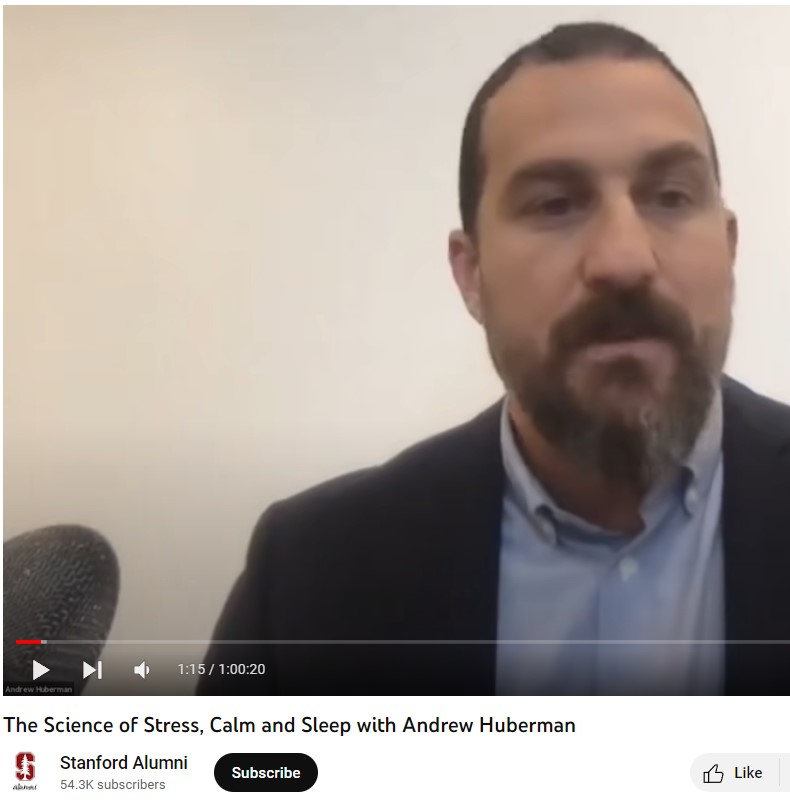 1:15 / 1:00:20
Andrew Huberman
The Science of Stress, Calm and Sleep with Andrew Huberman
S
alumni
Stanford Alumni
54.3K subscribers
Subscribe
Like